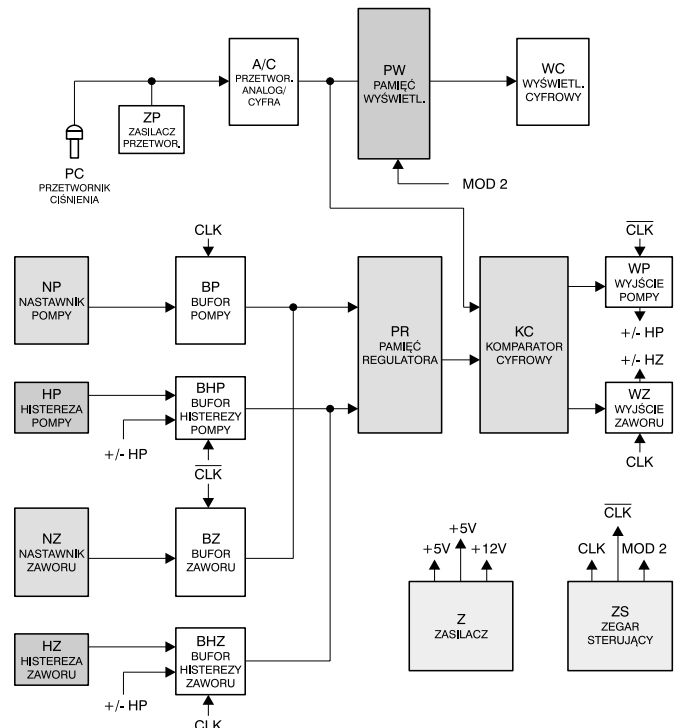 A/C
PRZETWOR.
ANALOG/
CYFRA
PW
PAMIĘĆ
WYŚWIETL.
WC
WYŚWIETL.
CYFROWY
ZP
ZASILACZ
PRZETWOR.
PC
PRZETWORNIK
CIŚNIENIA
MOD 2
CLK
CLK
NP
NASTAWNIK
POMPY
BP
BUFOR
POMPY
PR
PAMIĘĆ
REGULATORA
KC
KOMPARATOR
CYFROWY
WP
WYJŚCIE
POMPY
+/- HP
+/- HZ
HP
HISTEREZA
POMPY
BHP
BUFOR
HISTEREZY
POMPY
WZ
WYJŚCIE
ZAWORU
+/- HP
CLK
CLK
NZ
NASTAWNIK
ZAWORU
BZ
BUFOR
ZAWORU
+5V
+5V
+12V
Z
ZASILACZ
CLK
CLK
MOD 2
ZS
ZEGAR
STERUJĄCY
HZ
HISTEREZA
ZAWORU
BHZ
BUFOR
HISTEREZY
ZAWORU
+/- HP
CLK